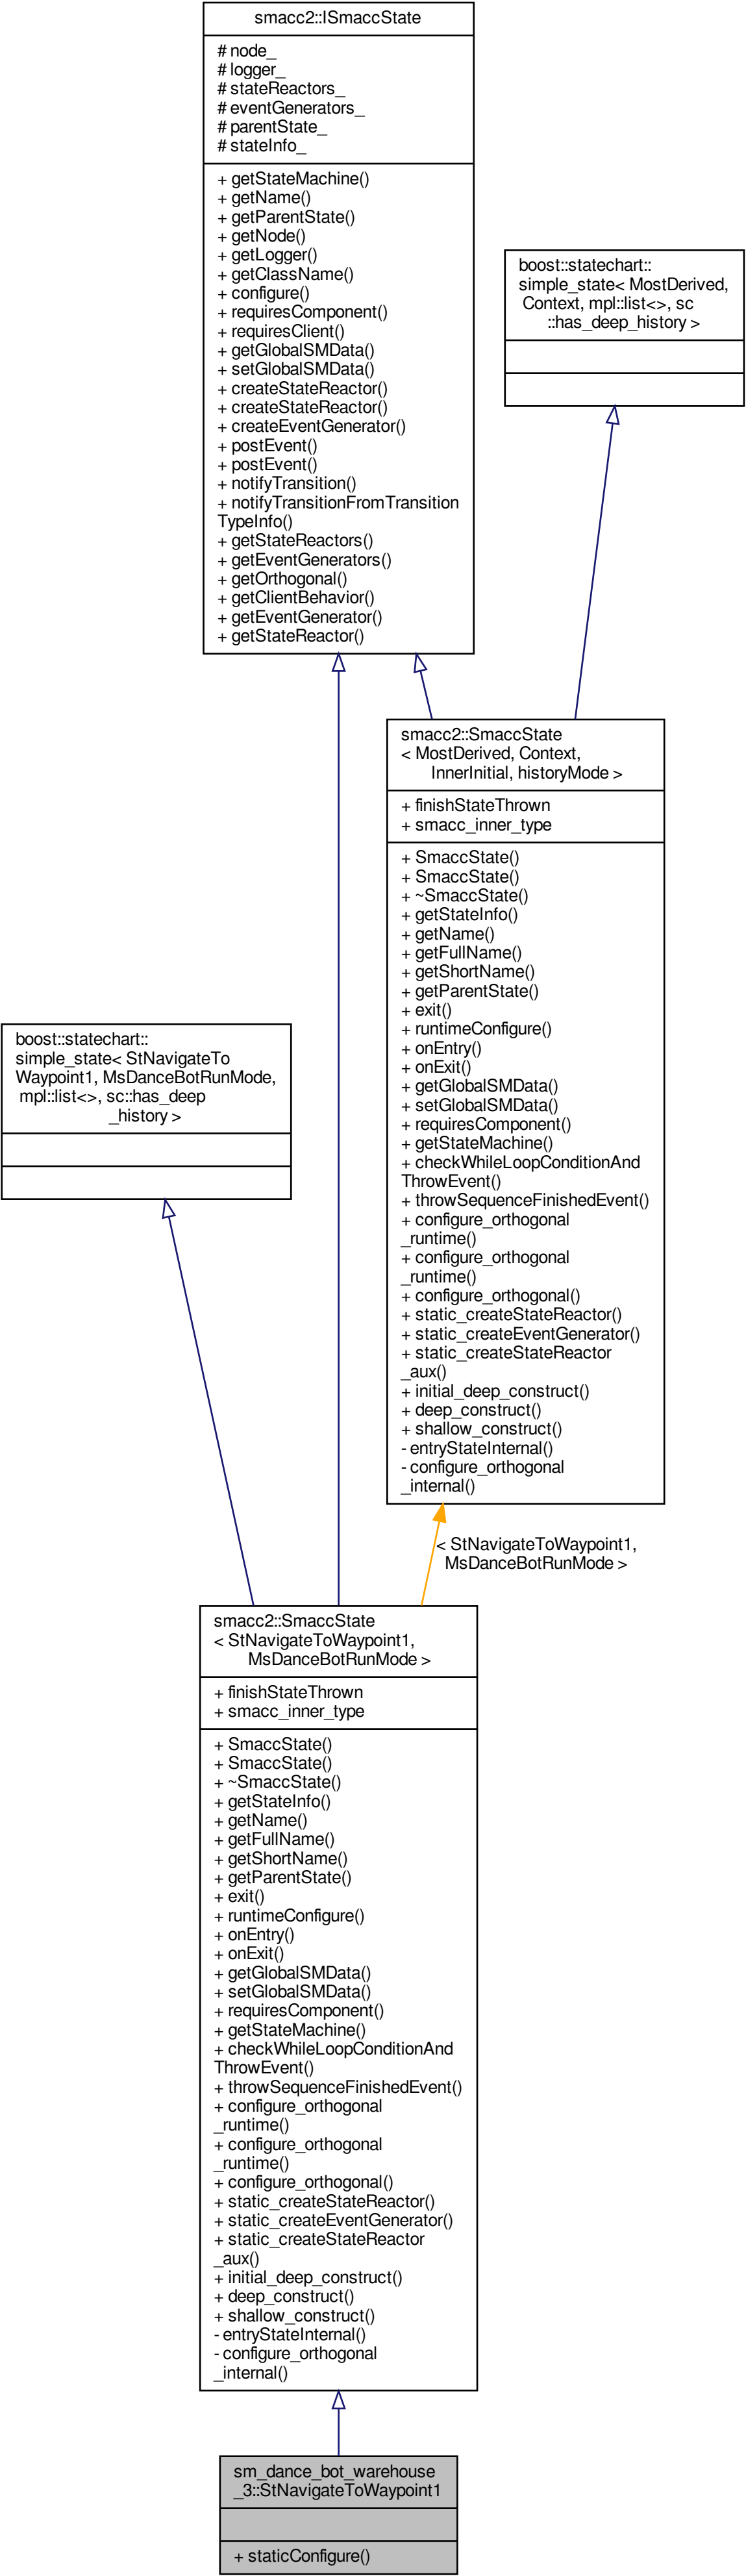 smacc2::ISmaccState
# node_
# logger_
# stateReactors_
# eventGenerators_
# parentState_
# stateInfo_
+ getStateMachine()
+ getName()
+ getParentState()
+ getNode()
+ getLogger()
+ getClassName()
+ configure()
+ requiresComponent()
+ requiresClient()
+ getGlobalSMData()
+ setGlobalSMData()
+ createStateReactor()
+ createStateReactor()
+ createEventGenerator()
+ postEvent()
+ postEvent()
+ notifyTransition()
+ notifyTransitionFromTransition
TypeInfo()
+ getStateReactors()
+ getEventGenerators()
+ getOrthogonal()
+ getClientBehavior()
+ getEventGenerator()
+ getStateReactor()
boost::statechart::
simple_state< MostDerived,
Context, mpl::list<>, sc
::has_deep_history >
smacc2::SmaccState
< MostDerived, Context,
InnerInitial, historyMode >
+ finishStateThrown
+ smacc_inner_type
+ SmaccState()
+ SmaccState()
+ ~SmaccState()
+ getStateInfo()
+ getName()
+ getFullName()
+ getShortName()
+ getParentState()
+ exit()
+ runtimeConfigure()
+ onEntry()
+ onExit()
+ getGlobalSMData()
+ setGlobalSMData()
+ requiresComponent()
+ getStateMachine()
+ checkWhileLoopConditionAnd
ThrowEvent()
+ throwSequenceFinishedEvent()
+ configure_orthogonal
_runtime()
+ configure_orthogonal
_runtime()
+ configure_orthogonal()
+ static_createStateReactor()
+ static_createEventGenerator()
+ static_createStateReactor
_aux()
+ initial_deep_construct()
+ deep_construct()
+ shallow_construct()
- entryStateInternal()
- configure_orthogonal
_internal()
boost::statechart::
simple_state< StNavigateTo
Waypoint1, MsDanceBotRunMode,
mpl::list<>, sc::has_deep
_history >
< StNavigateToWaypoint1,
MsDanceBotRunMode >
smacc2::SmaccState
< StNavigateToWaypoint1,
MsDanceBotRunMode >
+ finishStateThrown
+ smacc_inner_type
+ SmaccState()
+ SmaccState()
+ ~SmaccState()
+ getStateInfo()
+ getName()
+ getFullName()
+ getShortName()
+ getParentState()
+ exit()
+ runtimeConfigure()
+ onEntry()
+ onExit()
+ getGlobalSMData()
+ setGlobalSMData()
+ requiresComponent()
+ getStateMachine()
+ checkWhileLoopConditionAnd
ThrowEvent()
+ throwSequenceFinishedEvent()
+ configure_orthogonal
_runtime()
+ configure_orthogonal
_runtime()
+ configure_orthogonal()
+ static_createStateReactor()
+ static_createEventGenerator()
+ static_createStateReactor
_aux()
+ initial_deep_construct()
+ deep_construct()
+ shallow_construct()
- entryStateInternal()
- configure_orthogonal
_internal()
sm_dance_bot_warehouse
_3::StNavigateToWaypoint1
+ staticConfigure()